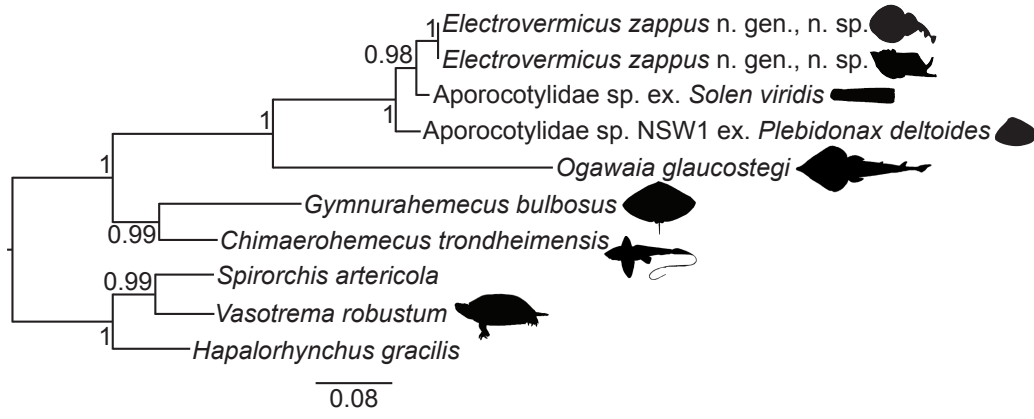 Electrovermicus zappus n. gen., n. sp.
1
Electrovermicus zappus n. gen., n. sp.
0.98
Aporocotylidae sp. ex. Solen viridis
1
Aporocotylidae sp. NSW1 ex. Plebidonax deltoides
1
Ogawaia glaucostegi
1
Gymnurahemecus bulbosus
0.99
Chimaerohemecus trondheimensis
0.99
Spirorchis artericola
Vasotrema robustum
1
Hapalorhynchus gracilis
0.08